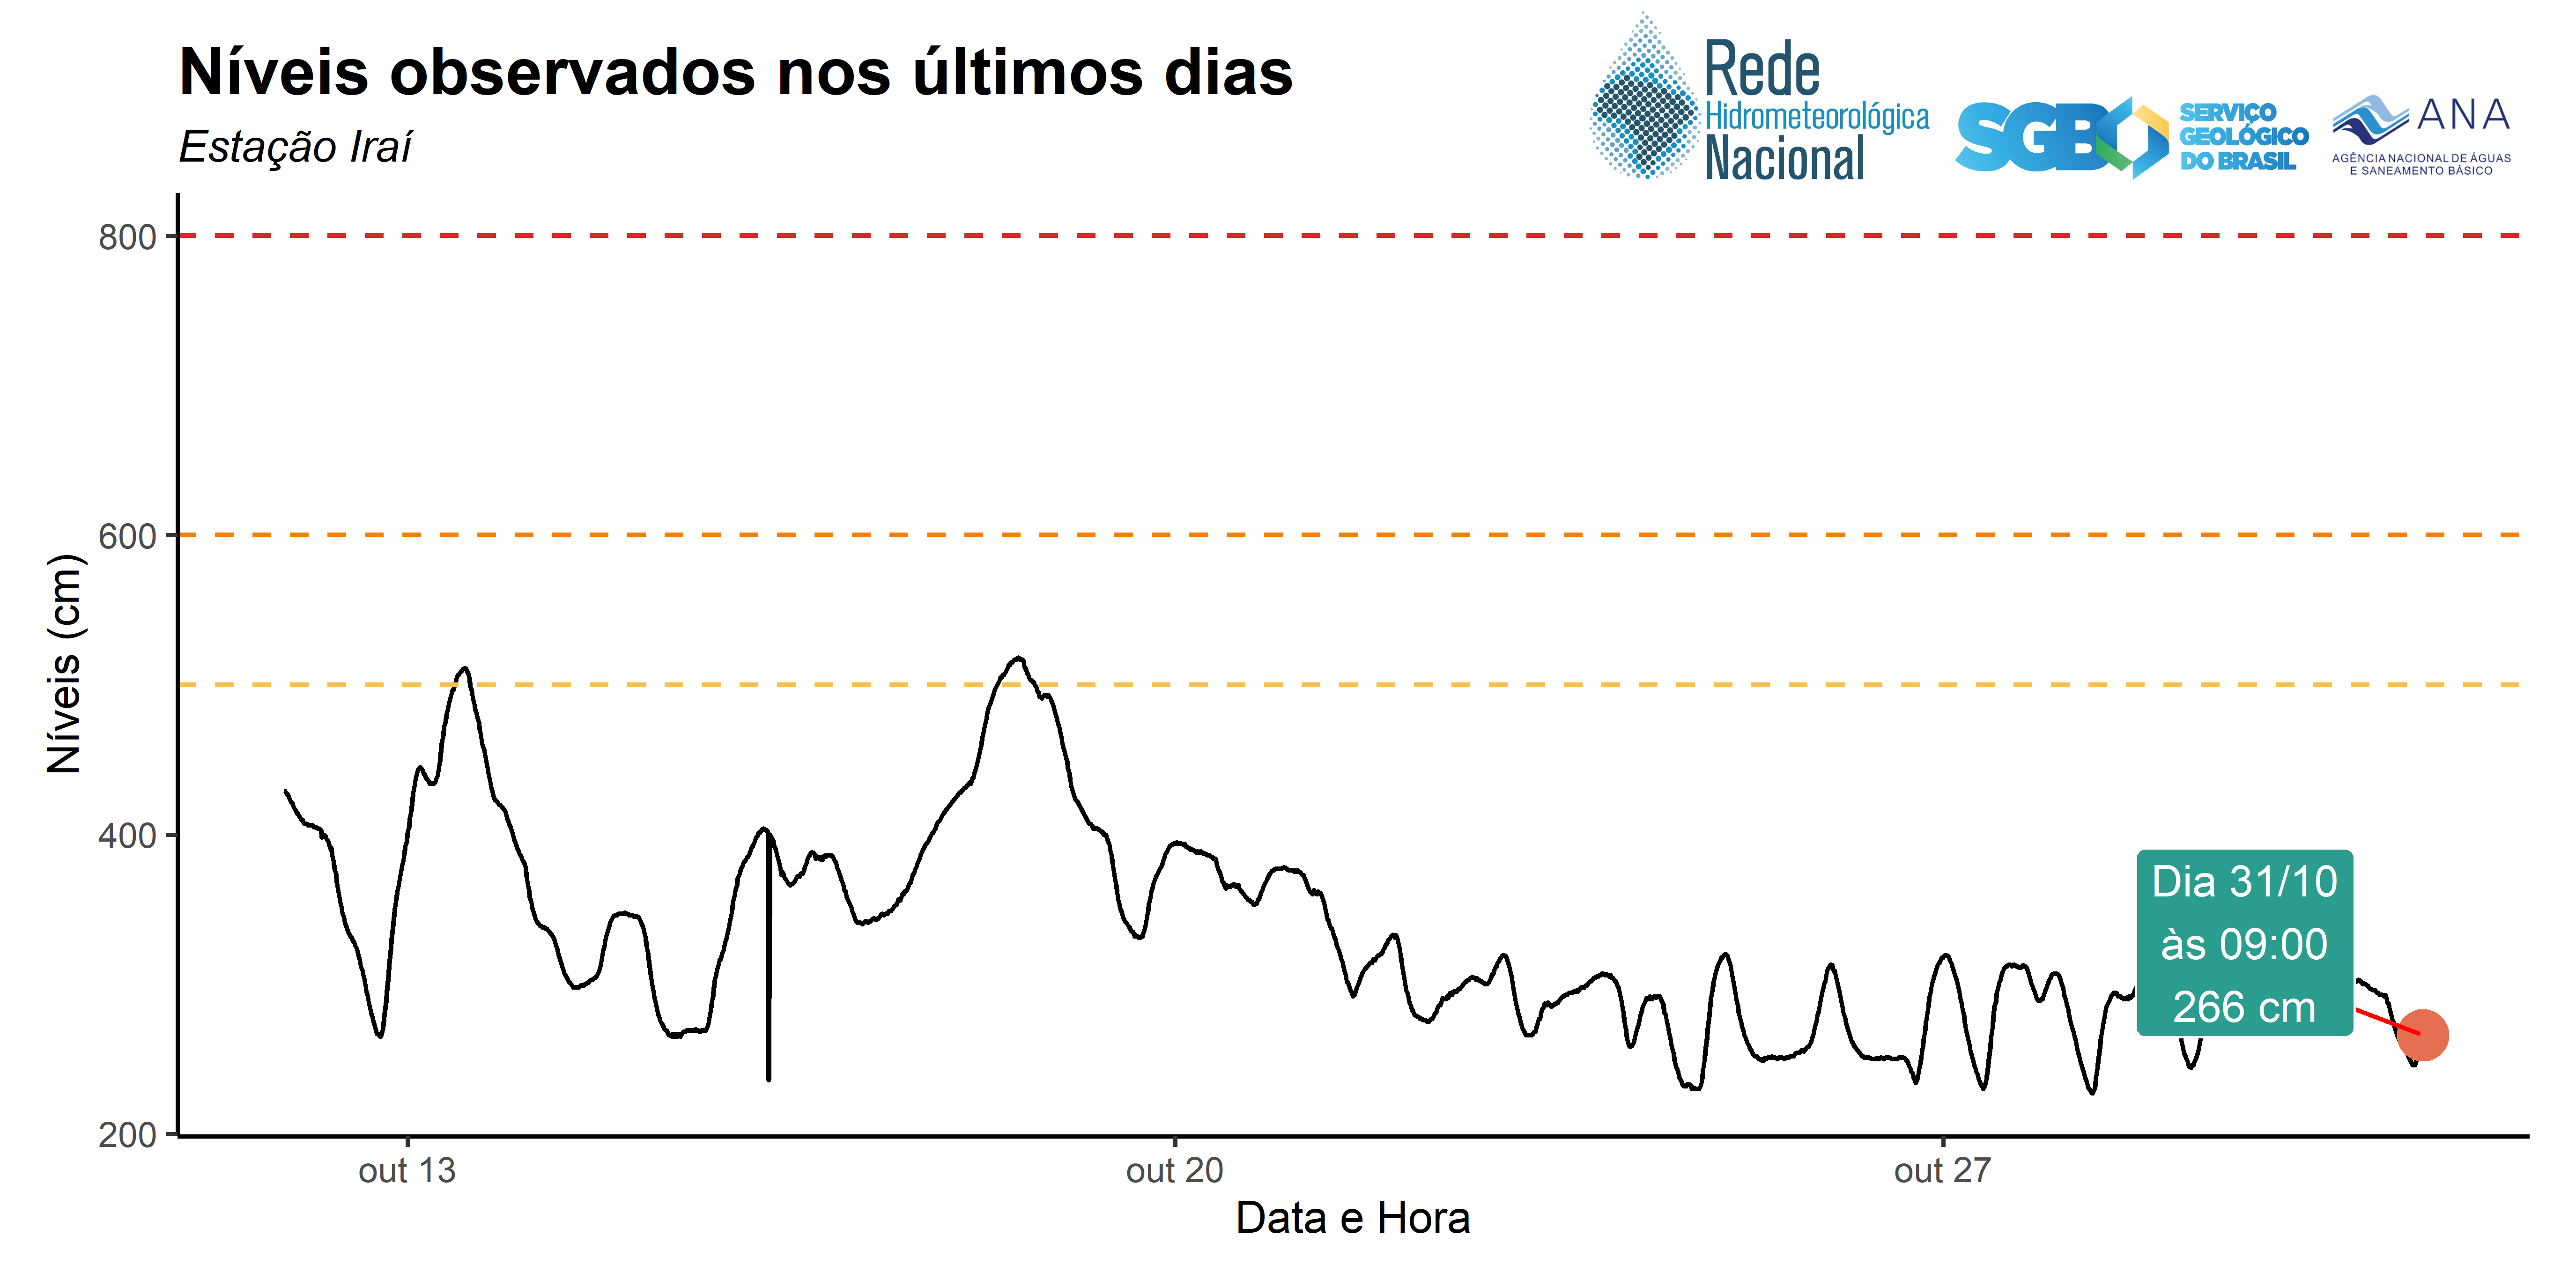 Níveis observados nos últimos dias
Estação Iraí
Rede
Hidrometeorológica
Nacional
SGB
SERVIÇO
GEOLÓGICO
DO BRASIL
ANA
AGÊNCIA NACIONAL DE ÁGUAS
E SANEAMENTO BÁSICO
Níveis (cm)
800
600
400
200
Dia 31/10
às 09:00
266 cm
out 13
out 20
out 27
Data e Hora